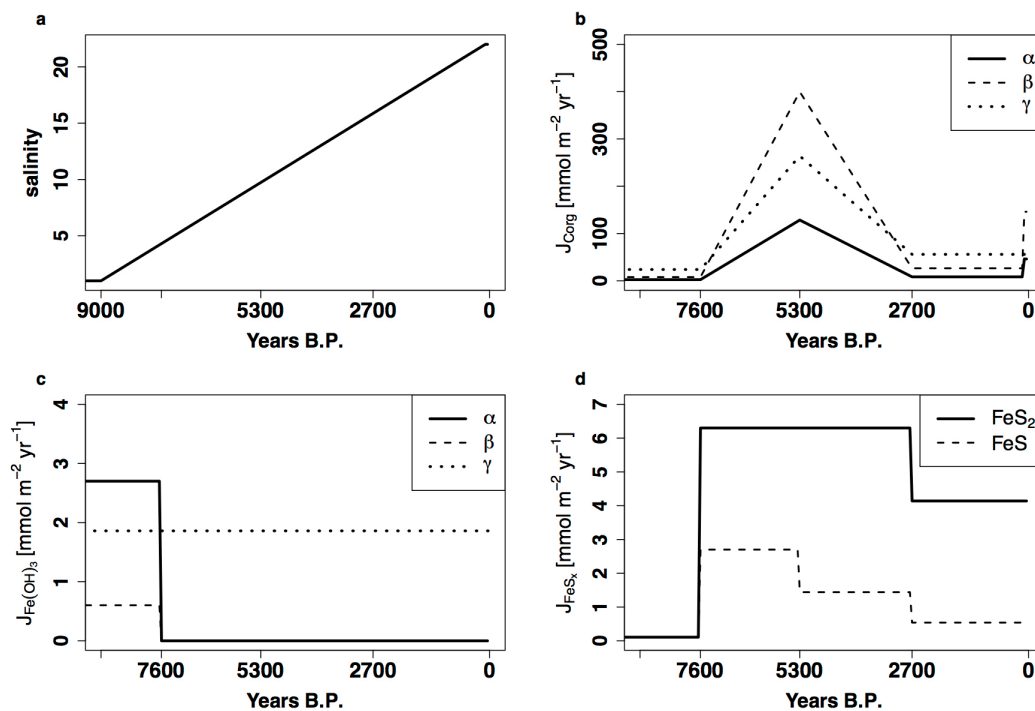 a
salinity
20
15
10
5
9000 5300 2700 0
Years B.P.
b
J_Corg [mmol m⁻² yr⁻¹]
500
300
100
0
α
β
γ
7600 5300 2700 0
Years B.P.
c
J_Fe(OH)₃ [mmol m⁻² yr⁻¹]
4
3
2
1
0
α
β
γ
7600 5300 2700 0
Years B.P.
d
J_FeSₓ [mmol m⁻² yr⁻¹]
7
6
5
4
3
2
1
0
FeS₂
FeS
7600 5300 2700 0
Years B.P.